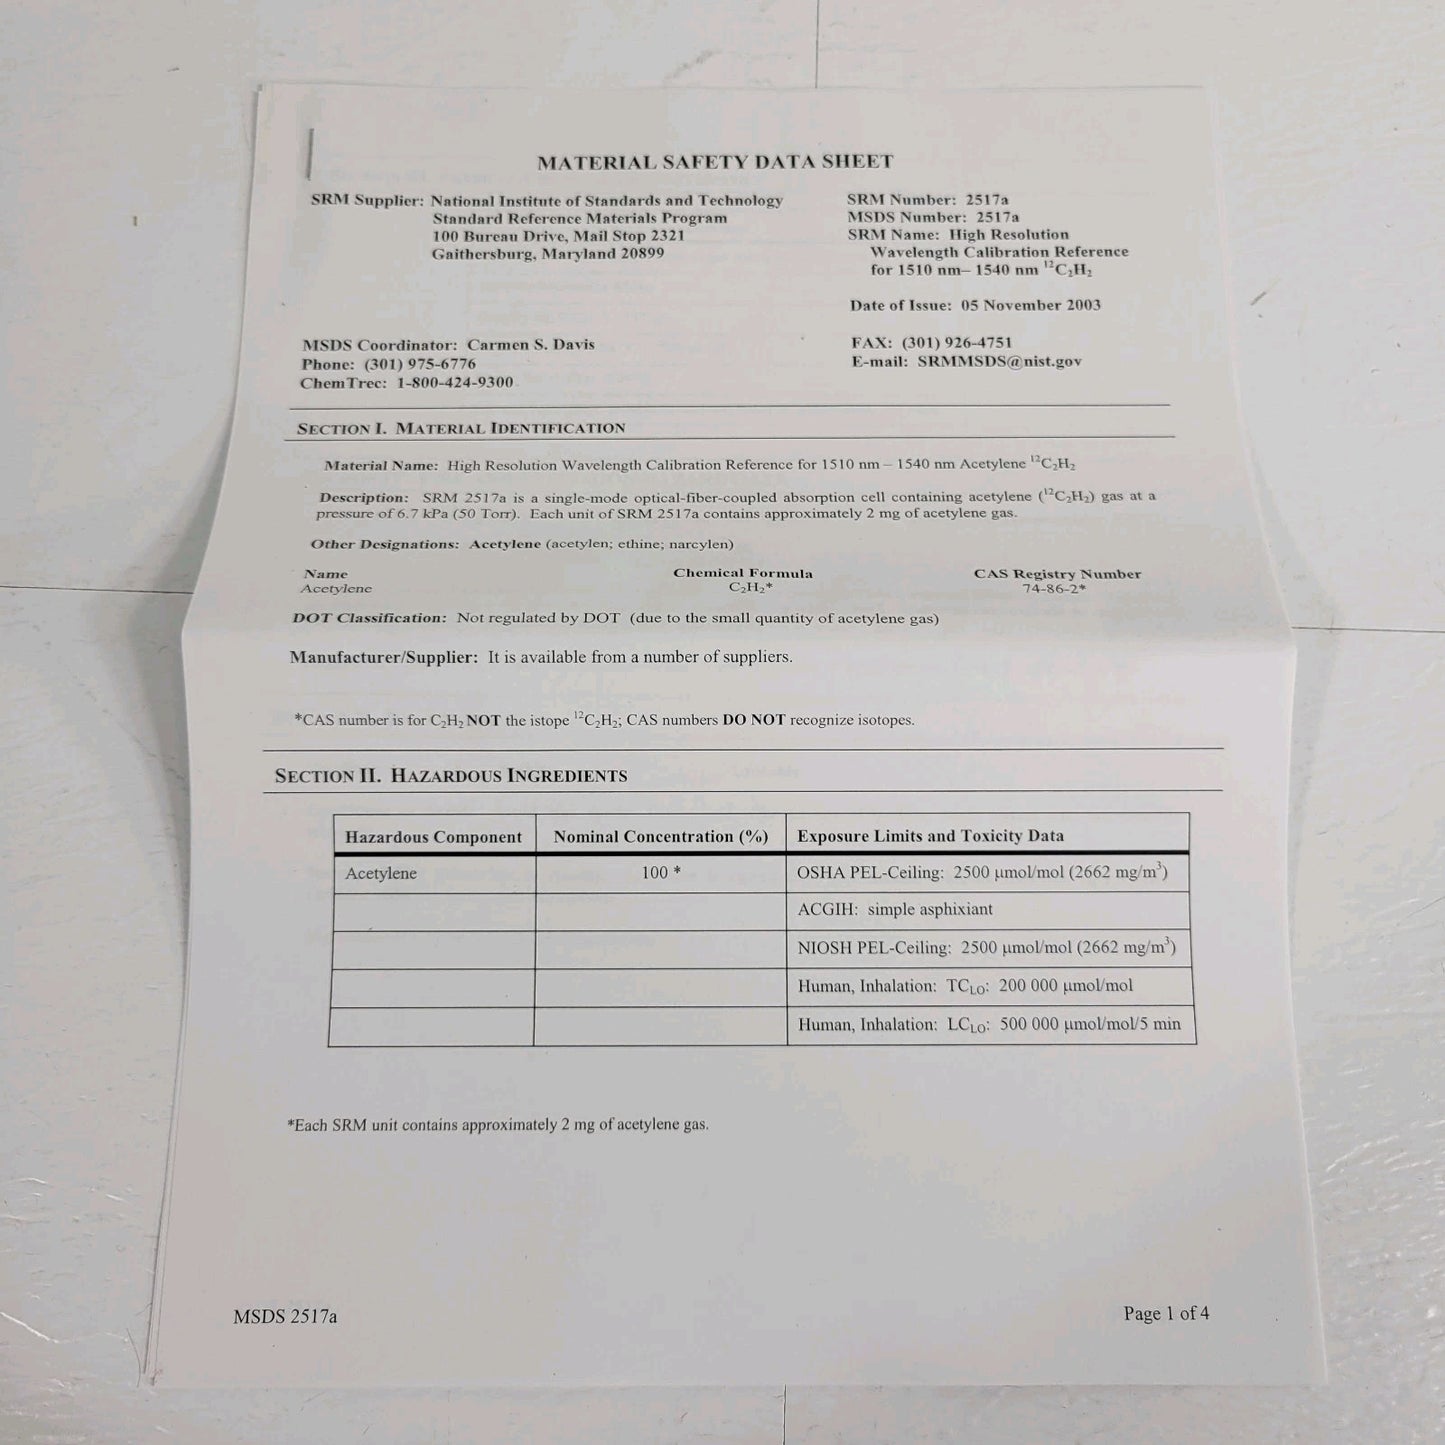 MATERIAL SAFETY DATA SHEET
SRM Supplier: National Institute of Standards and Technology
Standard Reference Materials Program
100 Bureau Drive, Mail Stop 2321
Gaithersburg, Maryland 20899
SRM Number: 2517a
MSDS Number: 2517a
SRM Name: High Resolution
Wavelength Calibration Reference
for 1510 nm– 1540 nm ¹²C₂H₂
Date of Issue: 05 November 2003
MSDS Coordinator: Carmen S. Davis
Phone: (301) 975-6776
ChemTrec: 1-800-424-9300
FAX: (301) 926-4751
E-mail: SRMMSDS@nist.gov
SECTION I. MATERIAL IDENTIFICATION
Material Name: High Resolution Wavelength Calibration Reference for 1510 nm – 1540 nm Acetylene ¹²C₂H₂
Description: SRM 2517a is a single-mode optical-fiber-coupled absorption cell containing acetylene (¹²C₂H₂) gas at a
pressure of 6.7 kPa (50 Torr). Each unit of SRM 2517a contains approximately 2 mg of acetylene gas.
Other Designations: Acetylene (acetylen; ethine; narcylen)
Name Chemical Formula CAS Registry Number
Acetylene C₂H₂* 74-86-2*
DOT Classification: Not regulated by DOT (due to the small quantity of acetylene gas)
Manufacturer/Supplier: It is available from a number of suppliers.
*CAS number is for C₂H₂ NOT the istope ¹²C₂H₂; CAS numbers DO NOT recognize isotopes.
SECTION II. HAZARDOUS INGREDIENTS
Hazardous Component Nominal Concentration (%) Exposure Limits and Toxicity Data
Acetylene 100 * OSHA PEL-Ceiling: 2500 µmol/mol (2662 mg/m³)
ACGIH: simple asphixiant
NIOSH PEL-Ceiling: 2500 µmol/mol (2662 mg/m³)
Human, Inhalation: TCLO: 200 000 µmol/mol
Human, Inhalation: LCLO: 500 000 µmol/mol/5 min
*Each SRM unit contains approximately 2 mg of acetylene gas.
MSDS 2517a
Page 1 of 4